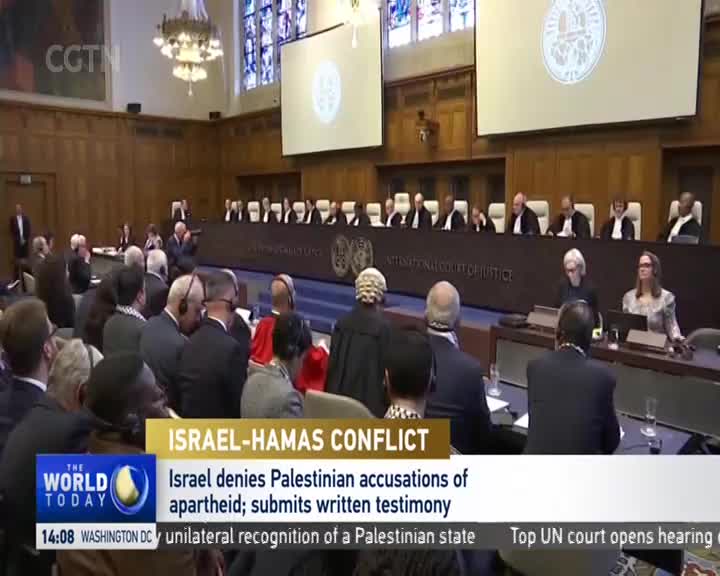 CGTN
INTERNATIONAL COURT OF JUSTICE
ISRAEL-HAMAS CONFLICT
Israel denies Palestinian accusations of
apartheid; submits written testimony
THE
WORLD
TODAY
14:08 WASHINGTON DC
unilateral recognition of a Palestinian state Top UN court opens hearing